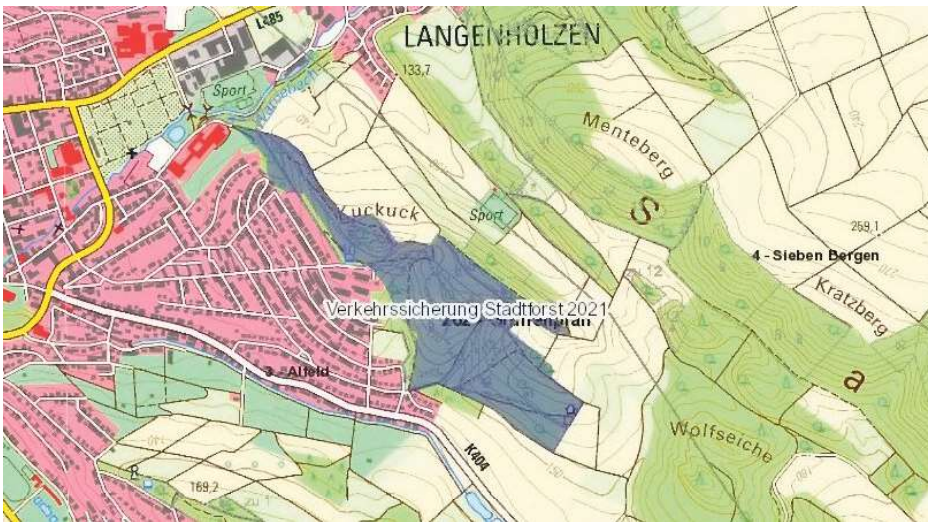 L485
LANGENHOLZEN
133,7
Sport
Menteberg
Kuckuck
Sport
S
259,1
4 - Sieben Bergen
12
Kratzberg
Verkehrssicherung Stadtforst 2021
3 - Alfeld
a
Wolfseiche
K404
169,2